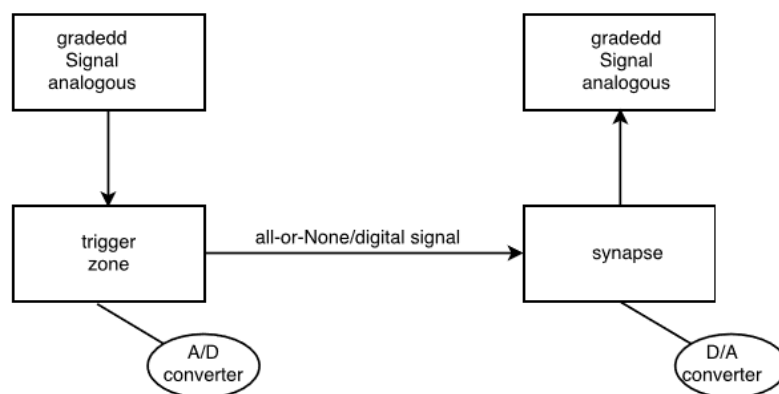 gradedd
Signal
analogous
gradedd
Signal
analogous
trigger
zone
all-or-None/digital signal
synapse
A/D
converter
D/A
converter